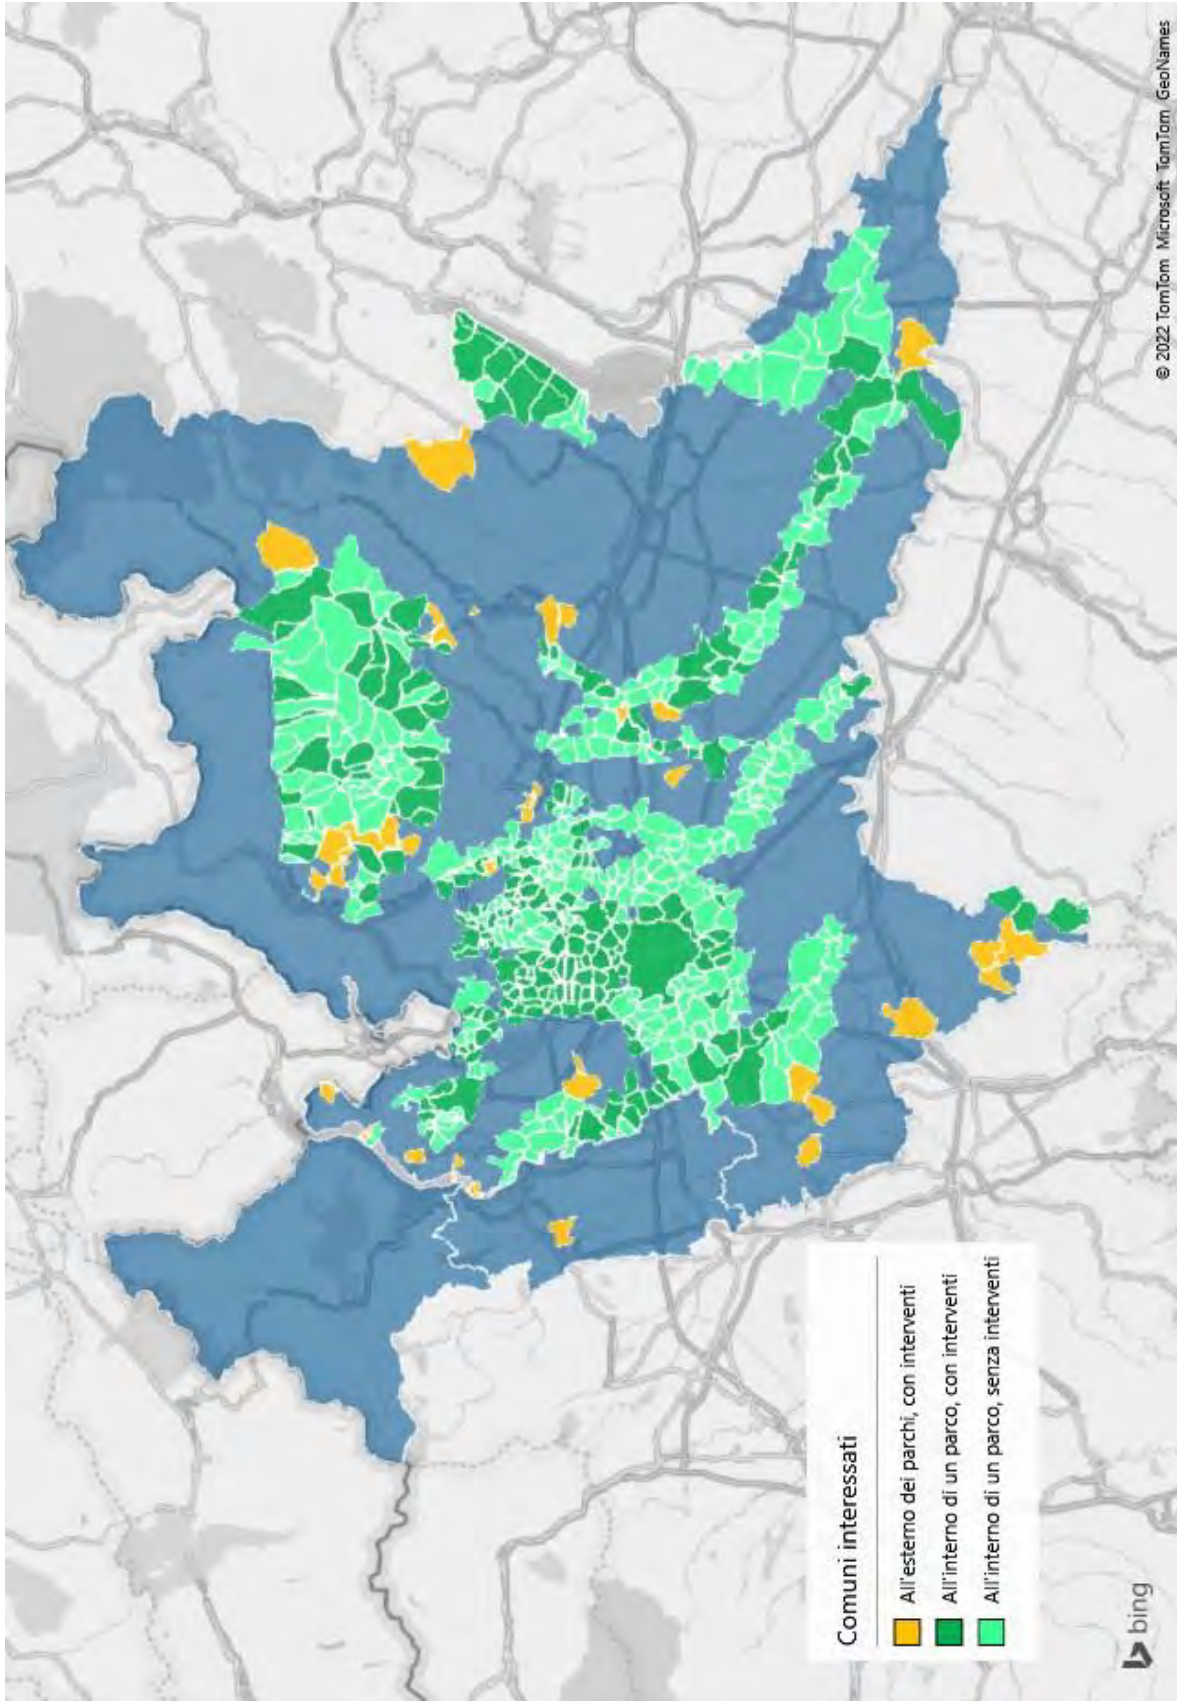 Comuni interessati
All'esterno dei parchi, con interventi
All'interno di un parco, con interventi
All'interno di un parco, senza interventi
bing
© 2022 TomTom Microsoft TomTom GeoNames